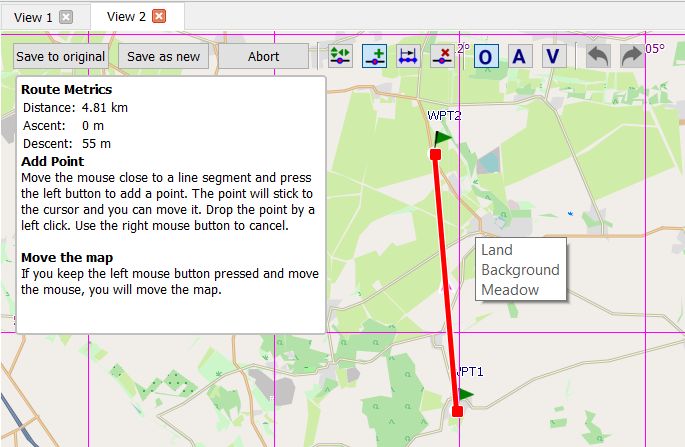 View 1
View 2
Save to original
Save as new
Abort
O
A
V
2°
05°
Route Metrics
Distance: 4.81 km
Ascent: 0 m
Descent: 55 m
Add Point
Move the mouse close to a line segment and press
the left button to add a point. The point will stick to
the cursor and you can move it. Drop the point by a
left click. Use the right mouse button to cancel.
Move the map
If you keep the left mouse button pressed and move
the mouse, you will move the map.
WPT2
Land
Background
Meadow
PT1